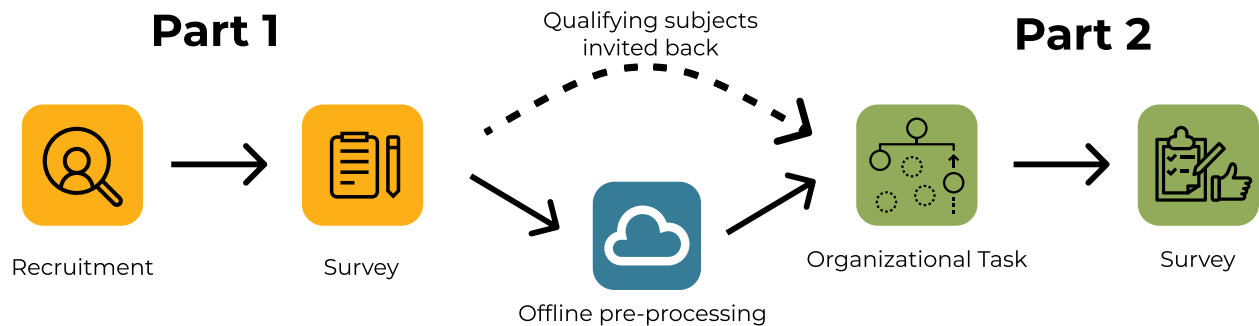 Part 1
Qualifying subjects
invited back
Part 2
Recruitment
Survey
Offline pre-processing
Organizational Task
Survey